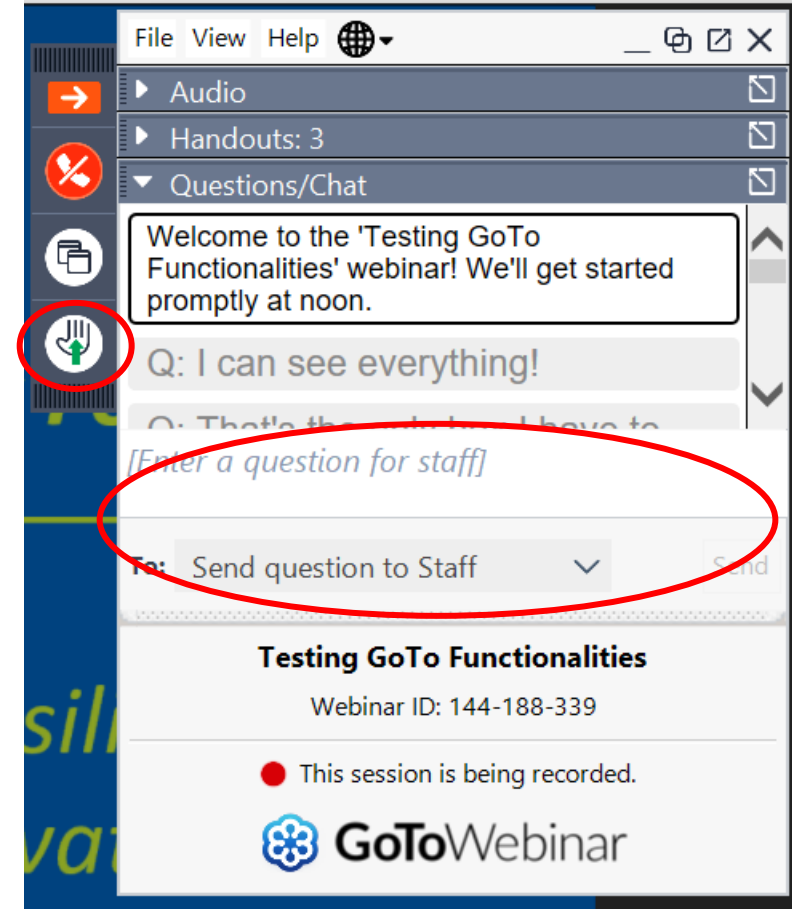 File View Help
Audio
Handouts: 3
Questions/Chat
Welcome to the 'Testing GoTo
Functionalities' webinar! We'll get started
promptly at noon.
Q: I can see everything!
[Enter a question for staff]
To: Send question to Staff Send
Testing GoTo Functionalities
Webinar ID: 144-188-339
This session is being recorded.
GoToWebinar
sili
vat